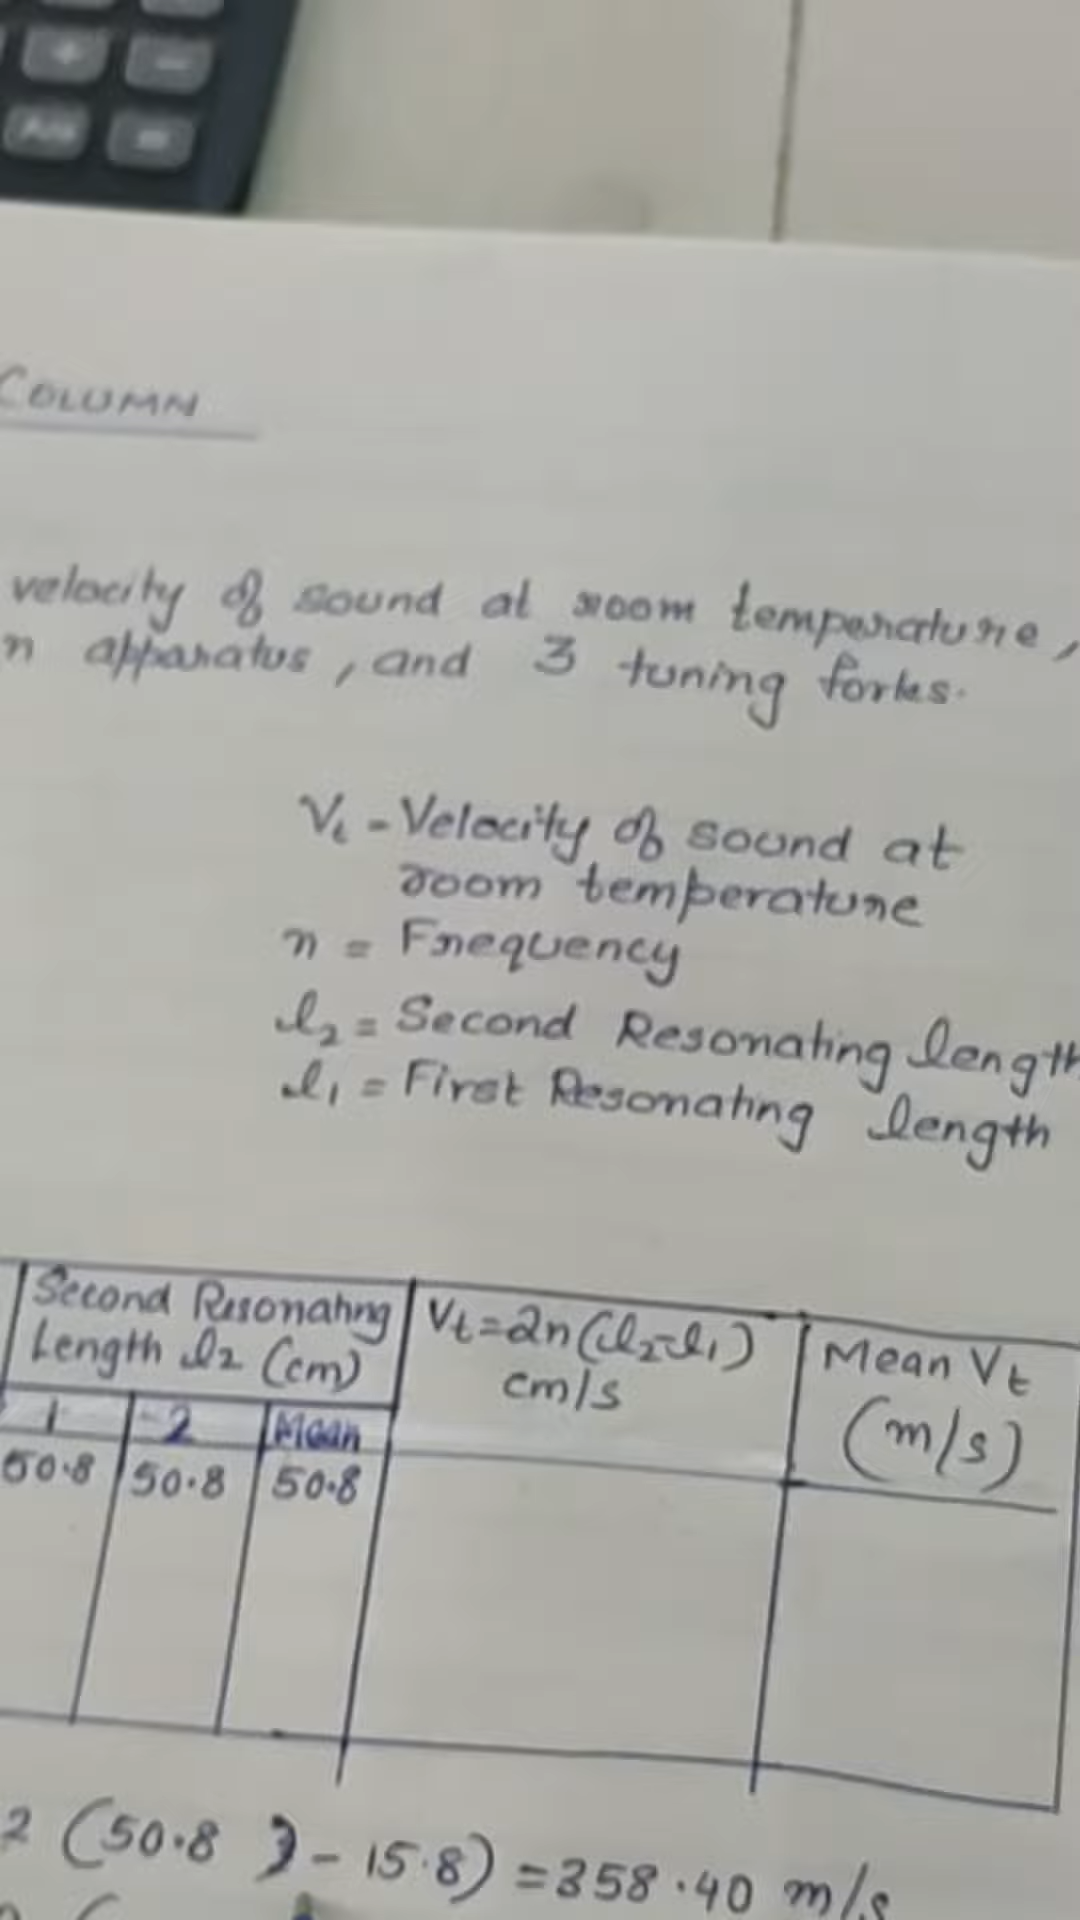 + -
Ans =
COLUMN
velocity of sound at room temperature,
n apparatus, and 3 tuning forks.
Vt - Velocity of sound at
room temperature
n = Frequency
l2 = Second Resonating length
l1 = First Resonating length
Second Resonating Length l2 (cm)
Vt=2n(l2-l1) cm/s
Mean Vt (m/s)
1 2 Mean
50.8 50.8 50.8
2 (50.8 ) - 15.8) = 358.40 m/s